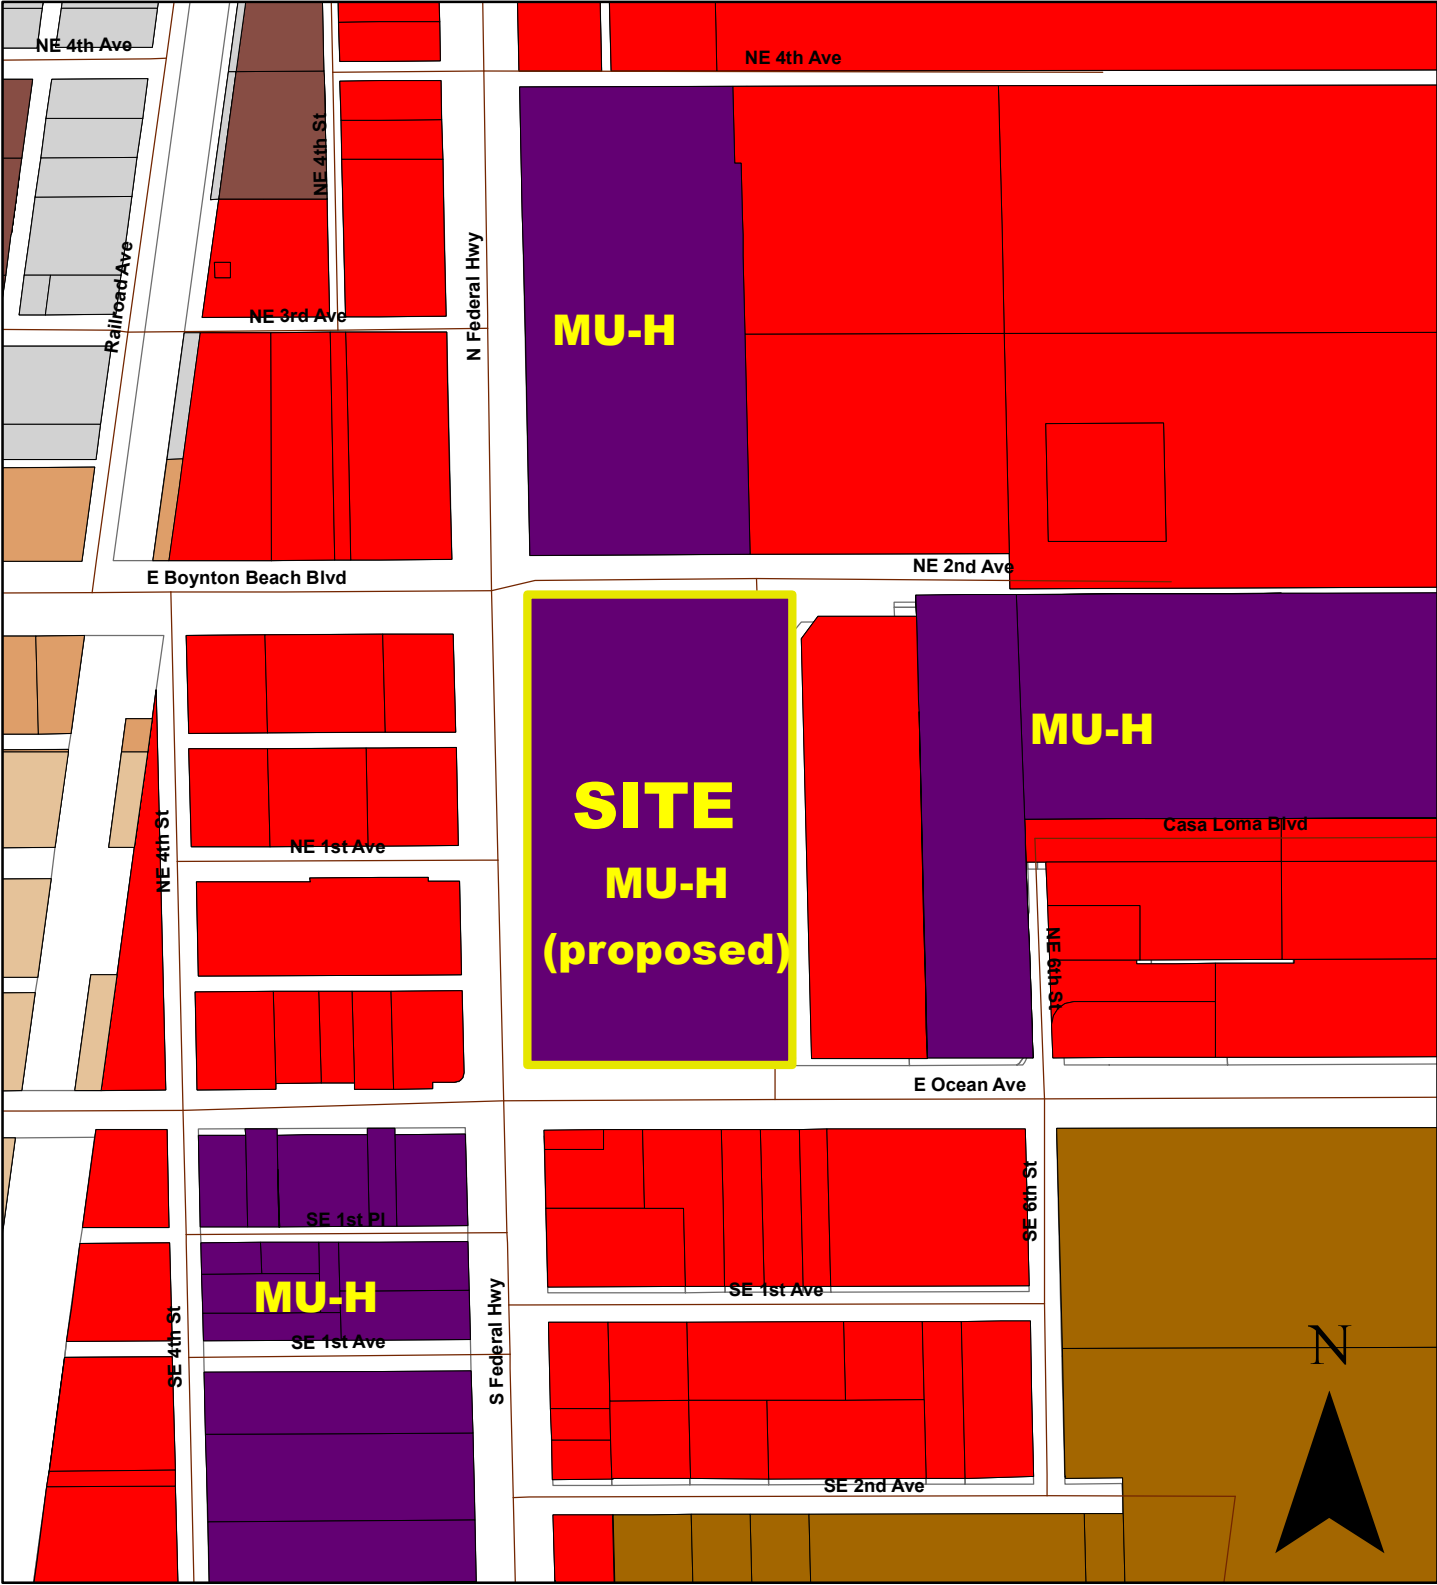 NE 4th Ave
NE 4th Ave
NE 4th St
Railroad Ave
N Federal Hwy
NE 3rd Ave
MU-H
E Boynton Beach Blvd
NE 2nd Ave
MU-H
SITE
MU-H
(proposed)
Casa Loma Blvd
NE 4th St
NE 1st Ave
NE 6th St
E Ocean Ave
SE 1st Pl
SE 6th St
MU-H
SE 1st Ave
SE 1st Ave
SE 4th St
S Federal Hwy
N
SE 2nd Ave